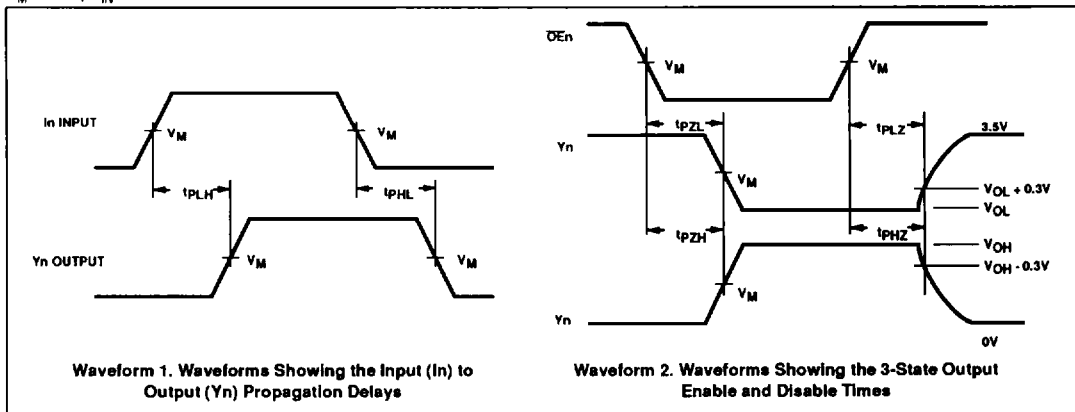 M IN
In INPUT
VM
VM
tPLH
tPHL
Yn OUTPUT
VM
VM
Waveform 1. Waveforms Showing the Input (In) to
Output (Yn) Propagation Delays
OEn
VM
VM
tPZL
tPLZ
3.5V
Yn
VM
VOL + 0.3V
VOL
tPZH
tPHZ
VOH
VOH - 0.3V
VM
Yn
0V
Waveform 2. Waveforms Showing the 3-State Output
Enable and Disable Times